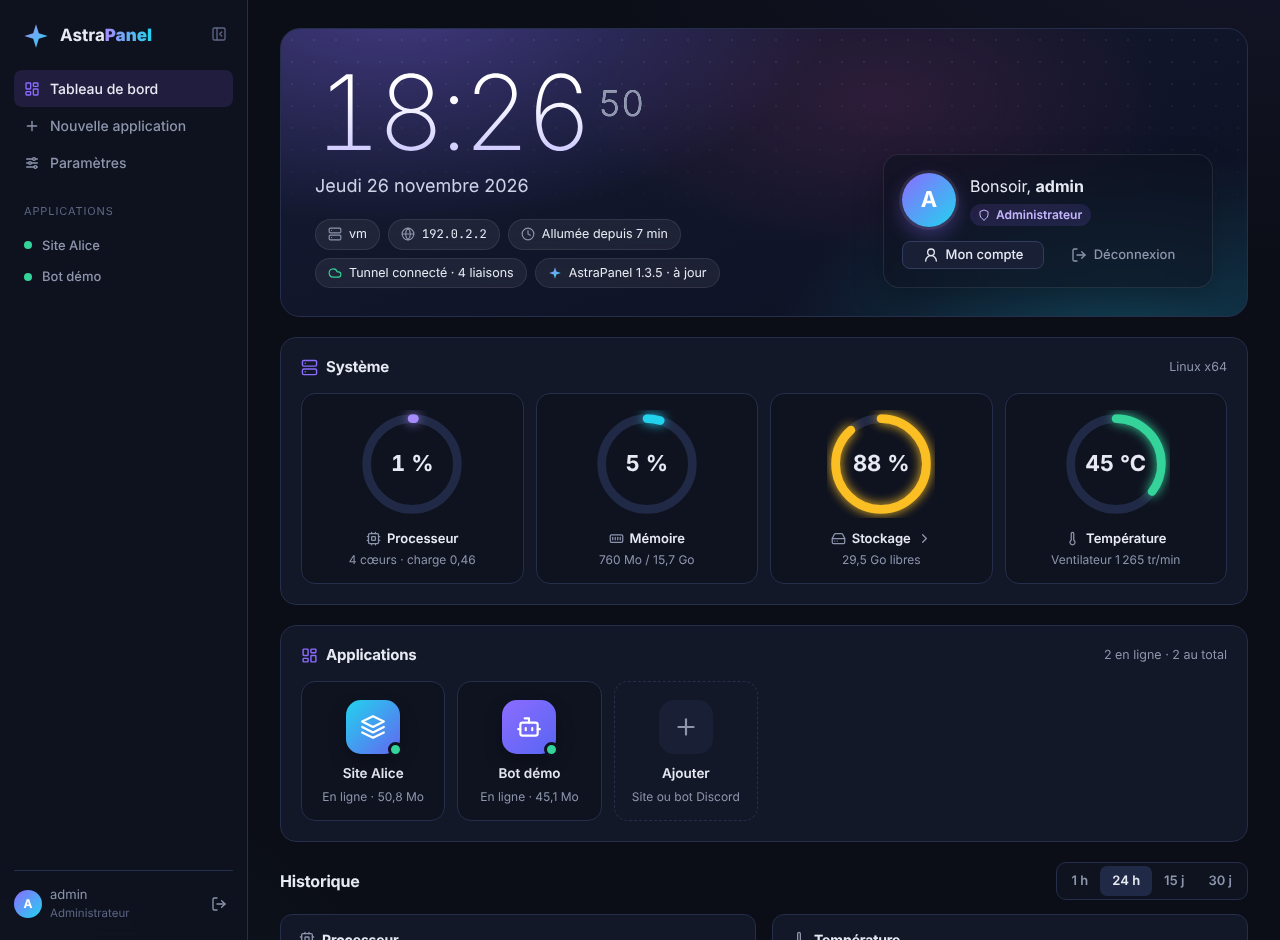 AstraPanel
Tableau de bord
Nouvelle application
Paramètres
APPLICATIONS
Site Alice
Bot démo
admin
A
Administrateur
18:26 50
Jeudi 26 novembre 2026
vm
192.0.2.2
Allumée depuis 7 min
Tunnel connecté · 4 liaisons
AstraPanel 1.3.5 · à jour
A
Bonsoir, admin
Administrateur
Mon compte
Déconnexion
Système
Linux x64
1 %
5 %
88 %
45 °C
Processeur
Mémoire
Stockage
Température
4 cœurs · charge 0,46
760 Mo / 15,7 Go
29,5 Go libres
Ventilateur 1 265 tr/min
Applications
2 en ligne · 2 au total
Site Alice
Bot démo
Ajouter
En ligne · 50,8 Mo
En ligne · 45,1 Mo
Site ou bot Discord
Historique
1 h
24 h
15 j
30 j
Processeur
Température